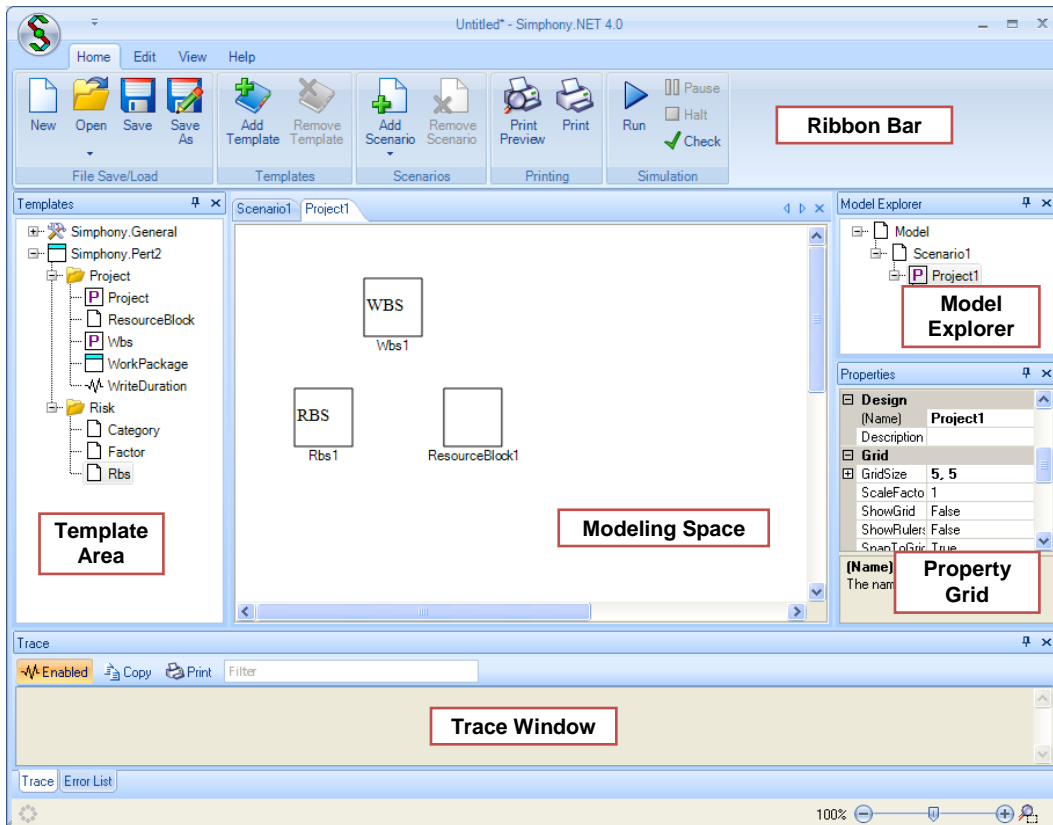 Untitled* - Simphony.NET 4.0
Home Edit View Help
New
Open
Save
Save As
File Save/Load
Add Template
Remove Template
Templates
Add Scenario
Remove Scenario
Scenarios
Print Preview
Print
Printing
Run
Pause
Halt
Check
Simulation
Ribbon Bar
Templates
Simphony.General
Simphony.Pert2
Project
Project
ResourceBlock
Wbs
WorkPackage
WriteDuration
Risk
Category
Factor
Rbs
Template
Area
Scenario1 Project1
WBS
Wbs1
RBS
Rbs1
ResourceBlock1
Modeling Space
Model Explorer
Model
Scenario1
Project1
Model
Explorer
Properties
Design
(Name) Project1
Description
Grid
GridSize 5, 5
ScaleFacto 1
ShowGrid False
ShowRulers False
SnapToGric True
(Name)
The nam
Property
Grid
Trace
Enabled Copy Print Filter
Trace Window
Trace Error List
100%